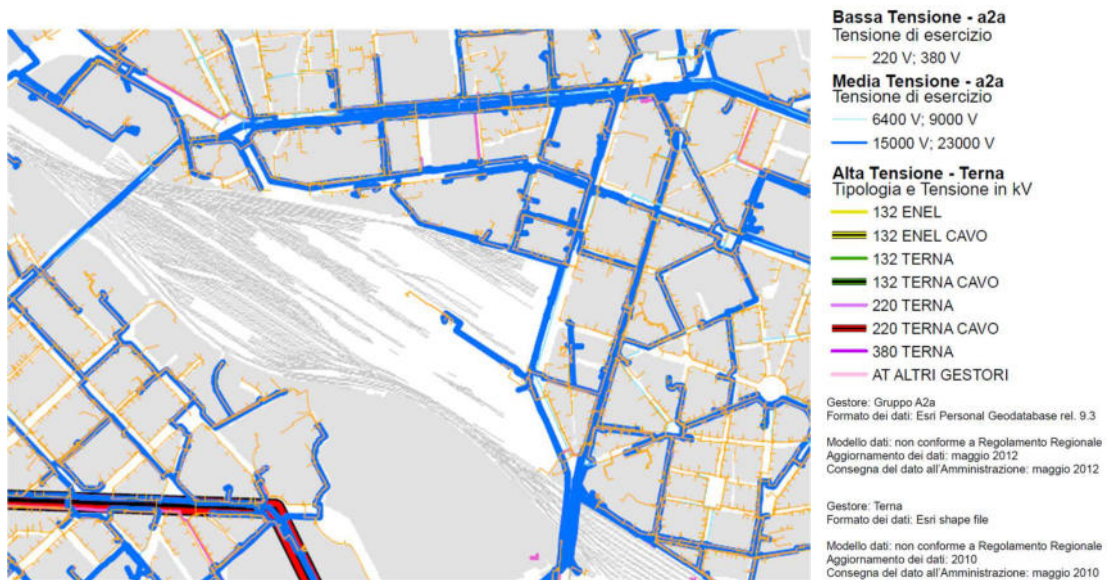 Bassa Tensione - a2a
Tensione di esercizio
220 V; 380 V
Media Tensione - a2a
Tensione di esercizio
6400 V; 9000 V
15000 V; 23000 V
Alta Tensione - Terna
Tipologia e Tensione in kV
132 ENEL
132 ENEL CAVO
132 TERNA
132 TERNA CAVO
220 TERNA
220 TERNA CAVO
380 TERNA
AT ALTRI GESTORI
Gestore: Gruppo A2a
Formato dei dati: Esri Personal Geodatabase rel. 9.3
Modello dati: non conforme a Regolamento Regionale
Aggiornamento dei dati: maggio 2012
Consegna del dato all'Amministrazione: maggio 2012
Gestore: Terna
Formato dei dati: Esri shape file
Modello dati: non conforme a Regolamento Regionale
Aggiornamento dei dati: 2010
Consegna del dato all'Amministrazione: maggio 2010